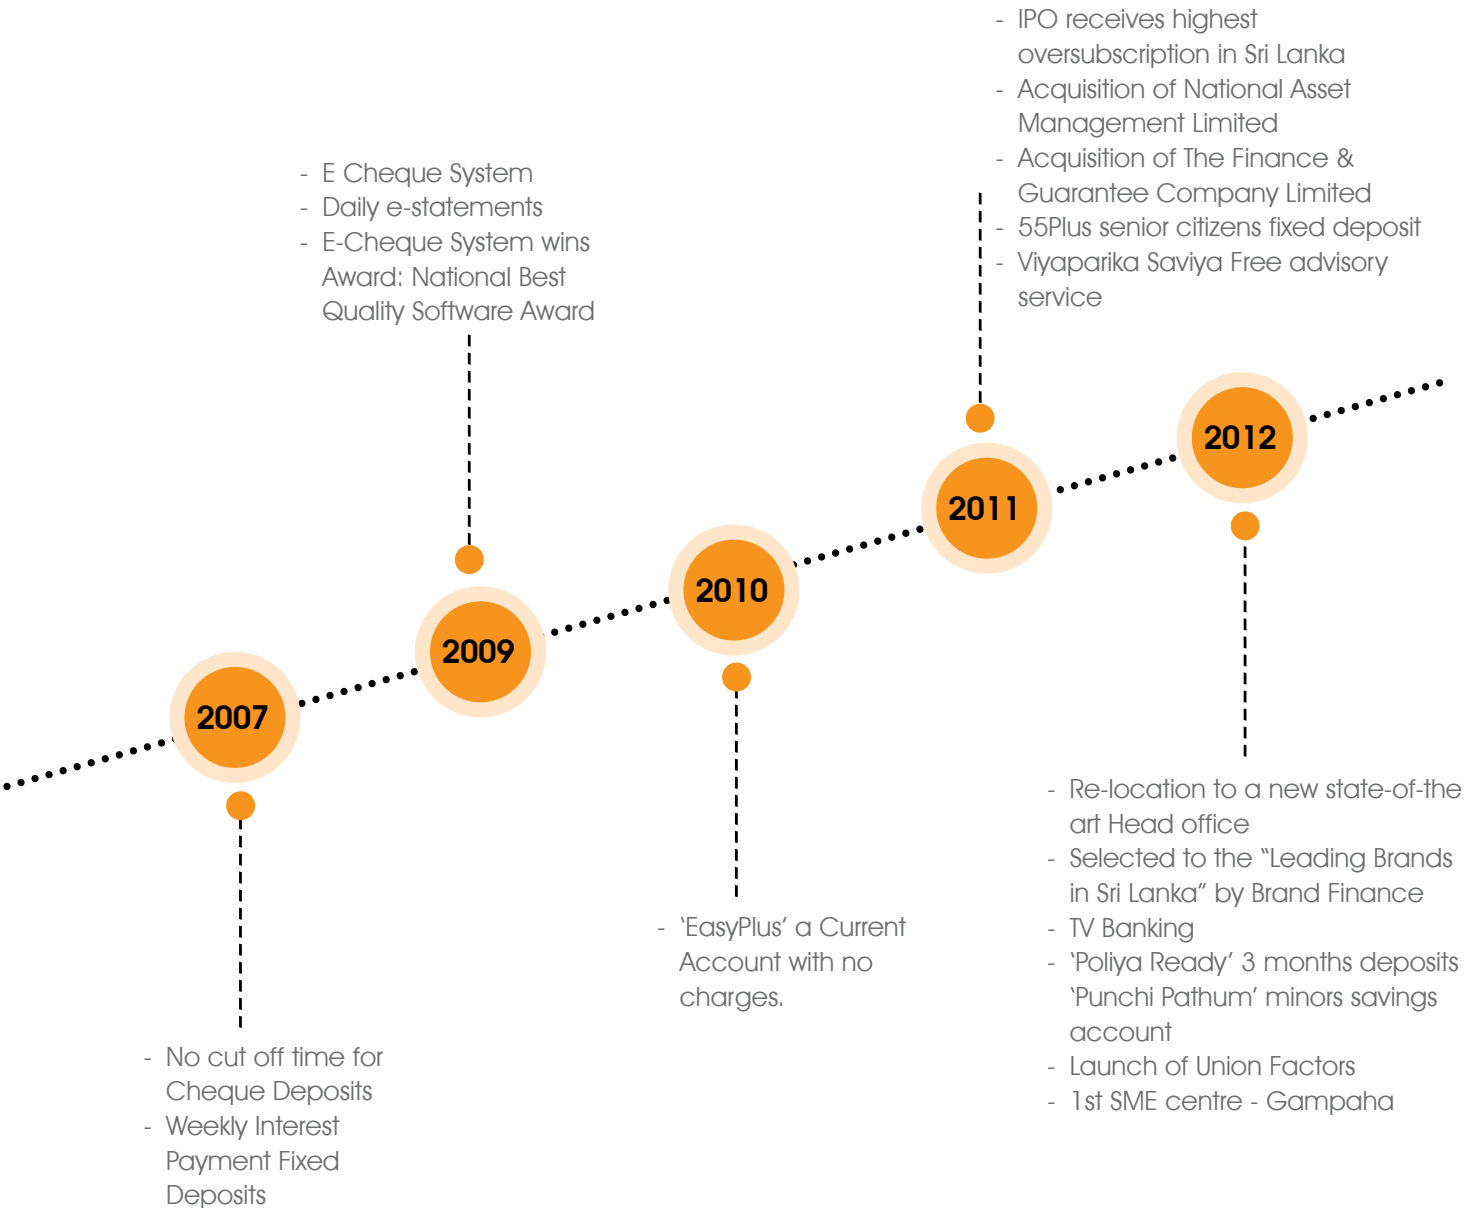 - IPO receives highest
oversubscription in Sri Lanka
- Acquisition of National Asset
Management Limited
- Acquisition of The Finance &
Guarantee Company Limited
- 55Plus senior citizens fixed deposit
- Viyaparika Saviya Free advisory
service
- E Cheque System
- Daily e-statements
- E-Cheque System wins
Award: National Best
Quality Software Award
2012
2011
2010
2009
2007
- Re-location to a new state-of-the
art Head office
- Selected to the “Leading Brands
in Sri Lanka” by Brand Finance
- TV Banking
- ‘Poliya Ready’ 3 months deposits
‘Punchi Pathum’ minors savings
account
- Launch of Union Factors
- 1st SME centre - Gampaha
- ‘EasyPlus’ a Current
Account with no
charges.
- No cut off time for
Cheque Deposits
- Weekly Interest
Payment Fixed
Deposits